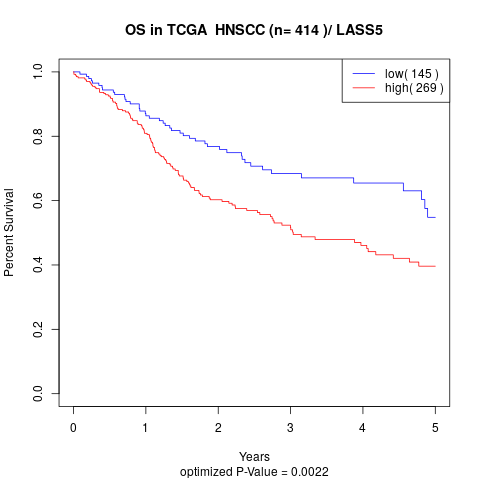 OS in TCGA  HNSCC (n= 414 )/ LASS5
low( 145 )
high( 269 )
Percent Survival
1.0
0.8
0.6
0.4
0.2
0.0
0 1 2 3 4 5
Years
optimized P-Value = 0.0022